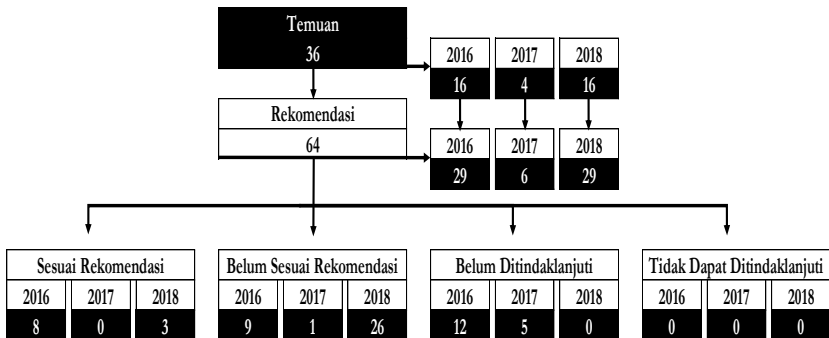 Temuan
36
2016 2017 2018
16 4 16
Rekomendasi
64
2016 2017 2018
29 6 29
Sesuai Rekomendasi
2016 2017 2018
8 0 3
Belum Sesuai Rekomendasi
2016 2017 2018
9 1 26
Belum Ditindaklanjuti
2016 2017 2018
12 5 0
Tidak Dapat Ditindaklanjuti
2016 2017 2018
0 0 0